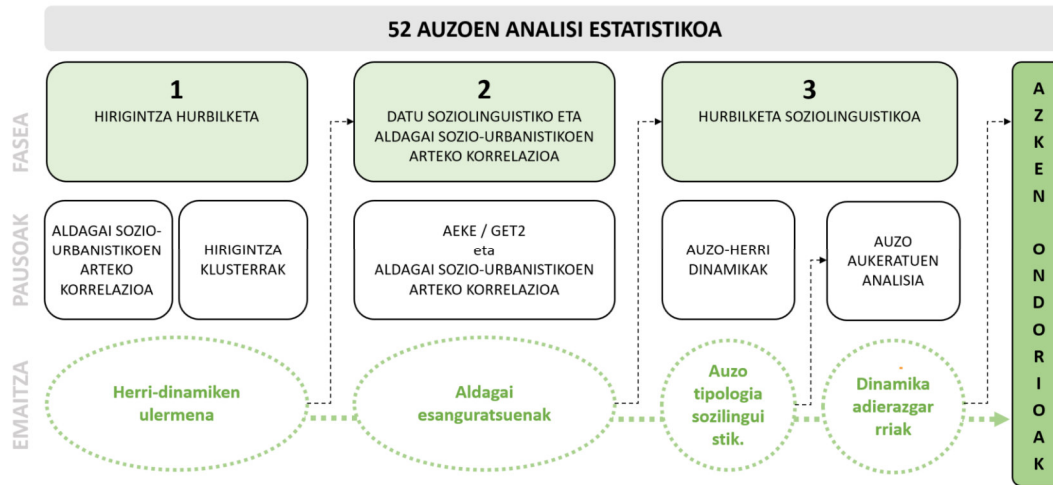 52 AUZOEN ANALISI ESTATISTIKOA
FASEA
1
HIRIGINTZA HURBILKETA
2
DATU SOZIOLINGUISTIKO ETA
ALDAGAI SOZIO-URBANISTIKOEN
ARTEKO KORRELAZIOA
3
HURBILKETA SOZIOLINGUISTIKOA
PAUSOAK
ALDAGAI SOZIO-
URBANISTIKOEN
ARTEKO
KORRELAZIOA
HIRIGINTZA
KLUSTERRAK
AEKE / GET2
eta
ALDAGAI SOZIO-URBANISTIKOEN
ARTEKO KORRELAZIOA
AUZO-HERRI
DINAMIKAK
AUZO
AUKERATUEN
ANALISIA
EMAITZA
Herri-dinamiken
ulermena
Aldagai
esanguratsuenak
Auzo
tipologia
sozilingui
stik.
Dinamika
adierazgar
rriak
AZKEN ONDORIOAK